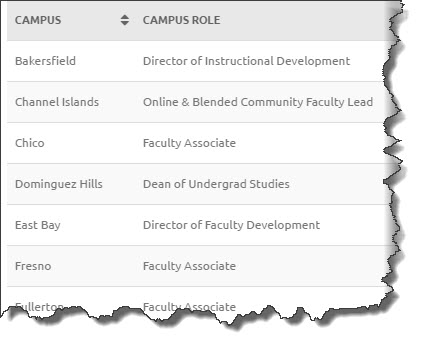 CAMPUS CAMPUS ROLE
Bakersfield Director of Instructional Development
Channel Islands Online & Blended Community Faculty Lead
Chico Faculty Associate
Dominguez Hills Dean of Undergrad Studies
East Bay Director of Faculty Development
Fresno Faculty Associate
Fullerton Faculty Associate